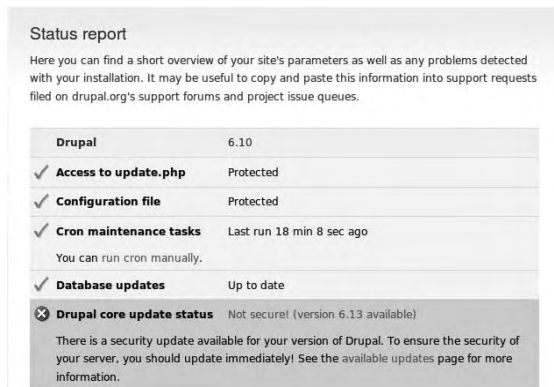 Status report
Here you can find a short overview of your site's parameters as well as any problems detected
with your installation. It may be useful to copy and paste this information into support requests
filed on drupal.org's support forums and project issue queues.
Drupal 6.10
Access to update.php Protected
Configuration file Protected
Cron maintenance tasks Last run 18 min 8 sec ago
You can run cron manually.
Database updates Up to date
Drupal core update status Not secure! (version 6.13 available)
There is a security update available for your version of Drupal. To ensure the security of
your server, you should update immediately! See the available updates page for more
information.